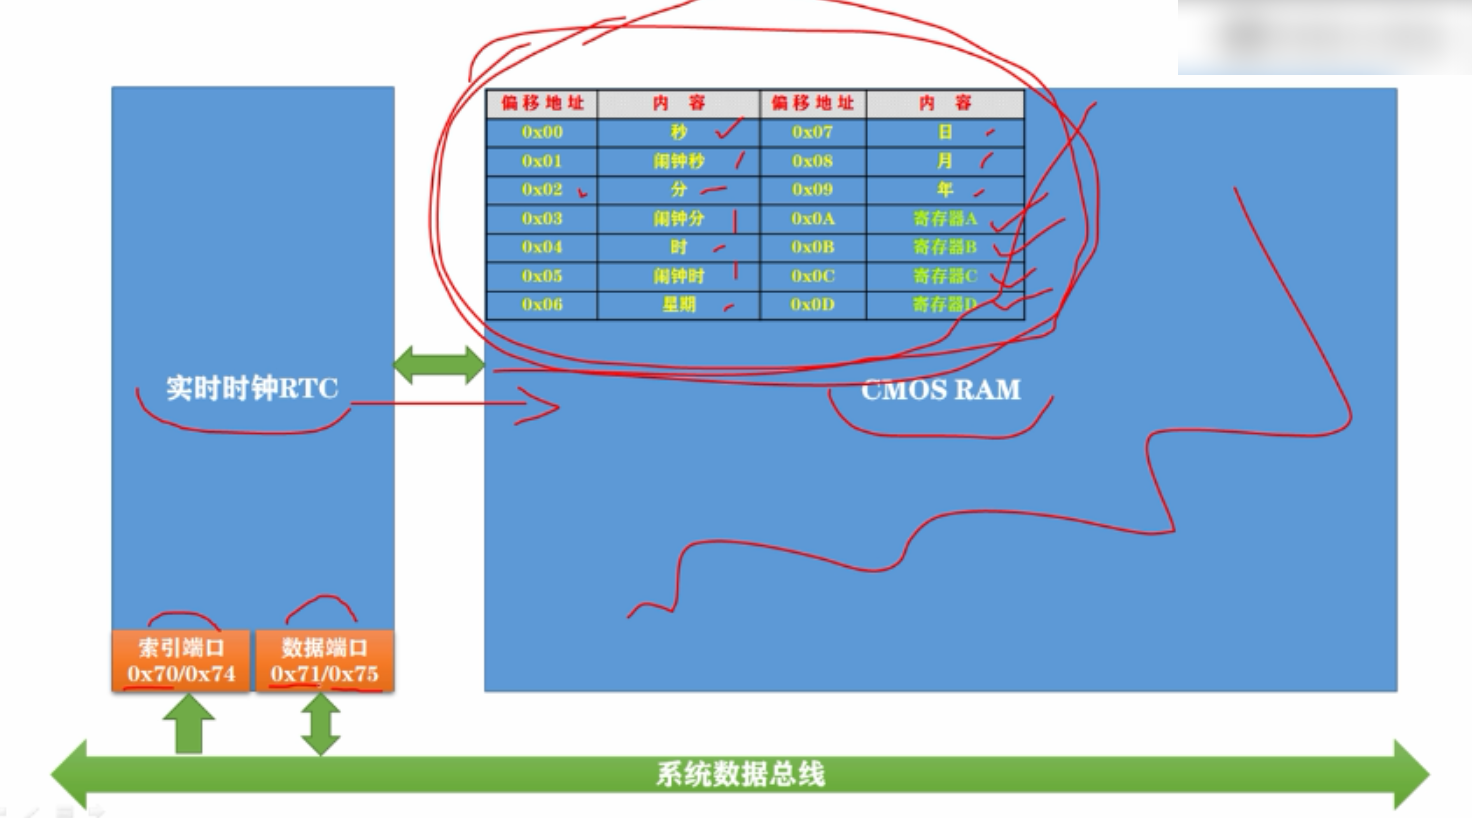 偏移地址 内 容 偏移地址 内 容
0x00 秒 0x07 日
0x01 闹钟秒 0x08 月
0x02 分 0x09 年
0x03 闹钟分 0x0A 寄存器A
0x04 时 0x0B 寄存器B
0x05 闹钟时 0x0C 寄存器C
0x06 星期 0x0D 寄存器D
实时时钟RTC
CMOS RAM
索引端口
0x70/0x74
数据端口
0x71/0x75
系统数据总线